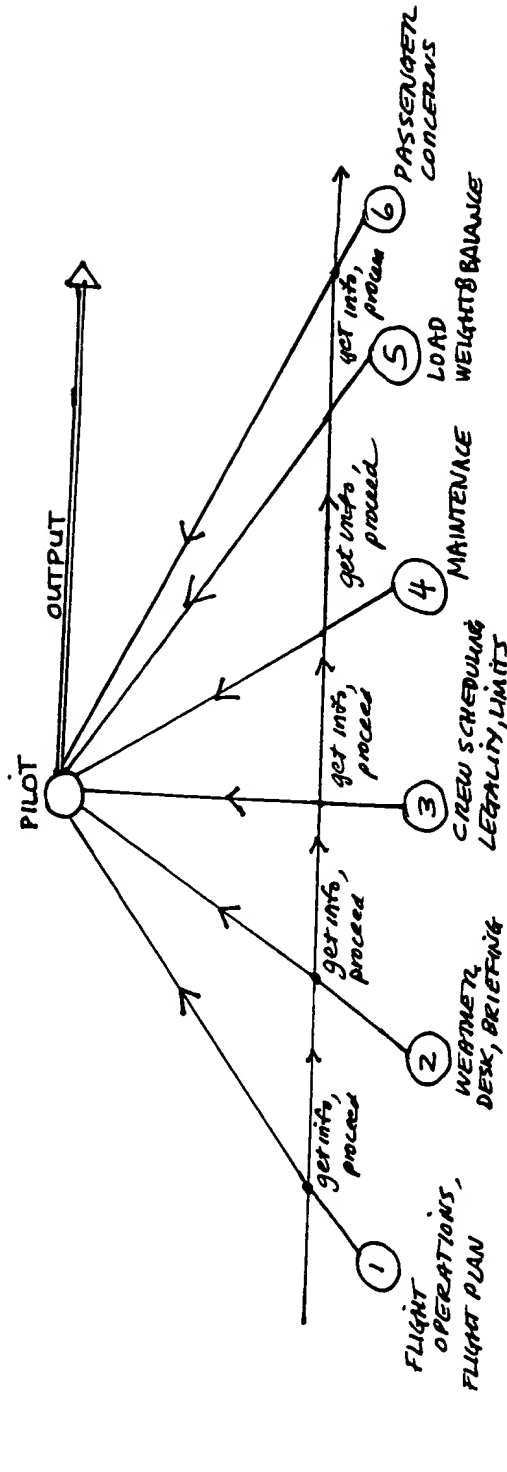 PILOT
OUTPUT
get info,
proceed
get info,
proceed
get info,
proceed
get info,
proceed
get info,
process
1
FLIGHT
OPERATIONS,
FLIGHT PLAN
2
WEATHER
DESK, BRIEFING
3
CREW SCHEDULING
LEGALITY, LIMITS
4
MAINTENACE
5
LOAD
WEIGHT&BALANCE
6
PASSENGER
CONCERNS